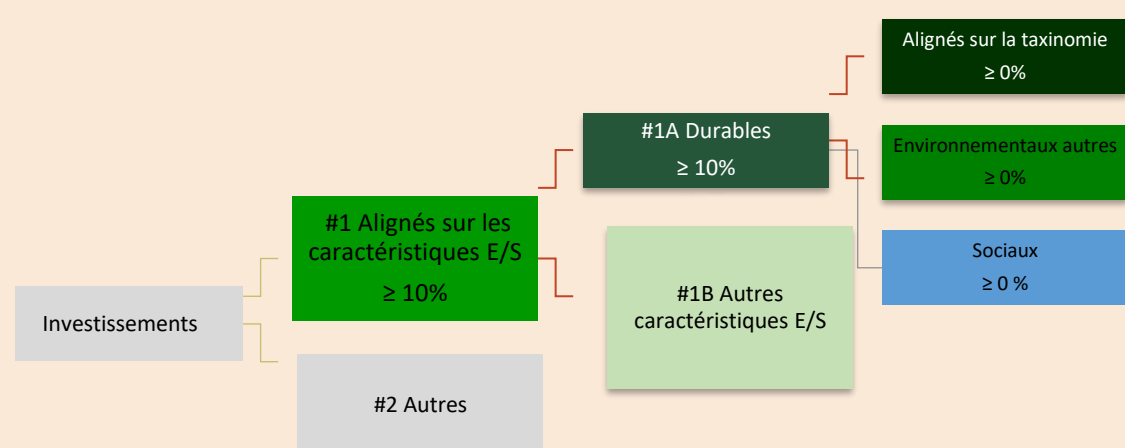 Investissements
#1 Alignés sur les
caractéristiques E/S
≥ 10%
#2 Autres
#1A Durables
≥ 10%
#1B Autres
caractéristiques E/S
Alignés sur la taxinomie
≥ 0%
Environnementaux autres
≥ 0%
Sociaux
≥ 0 %